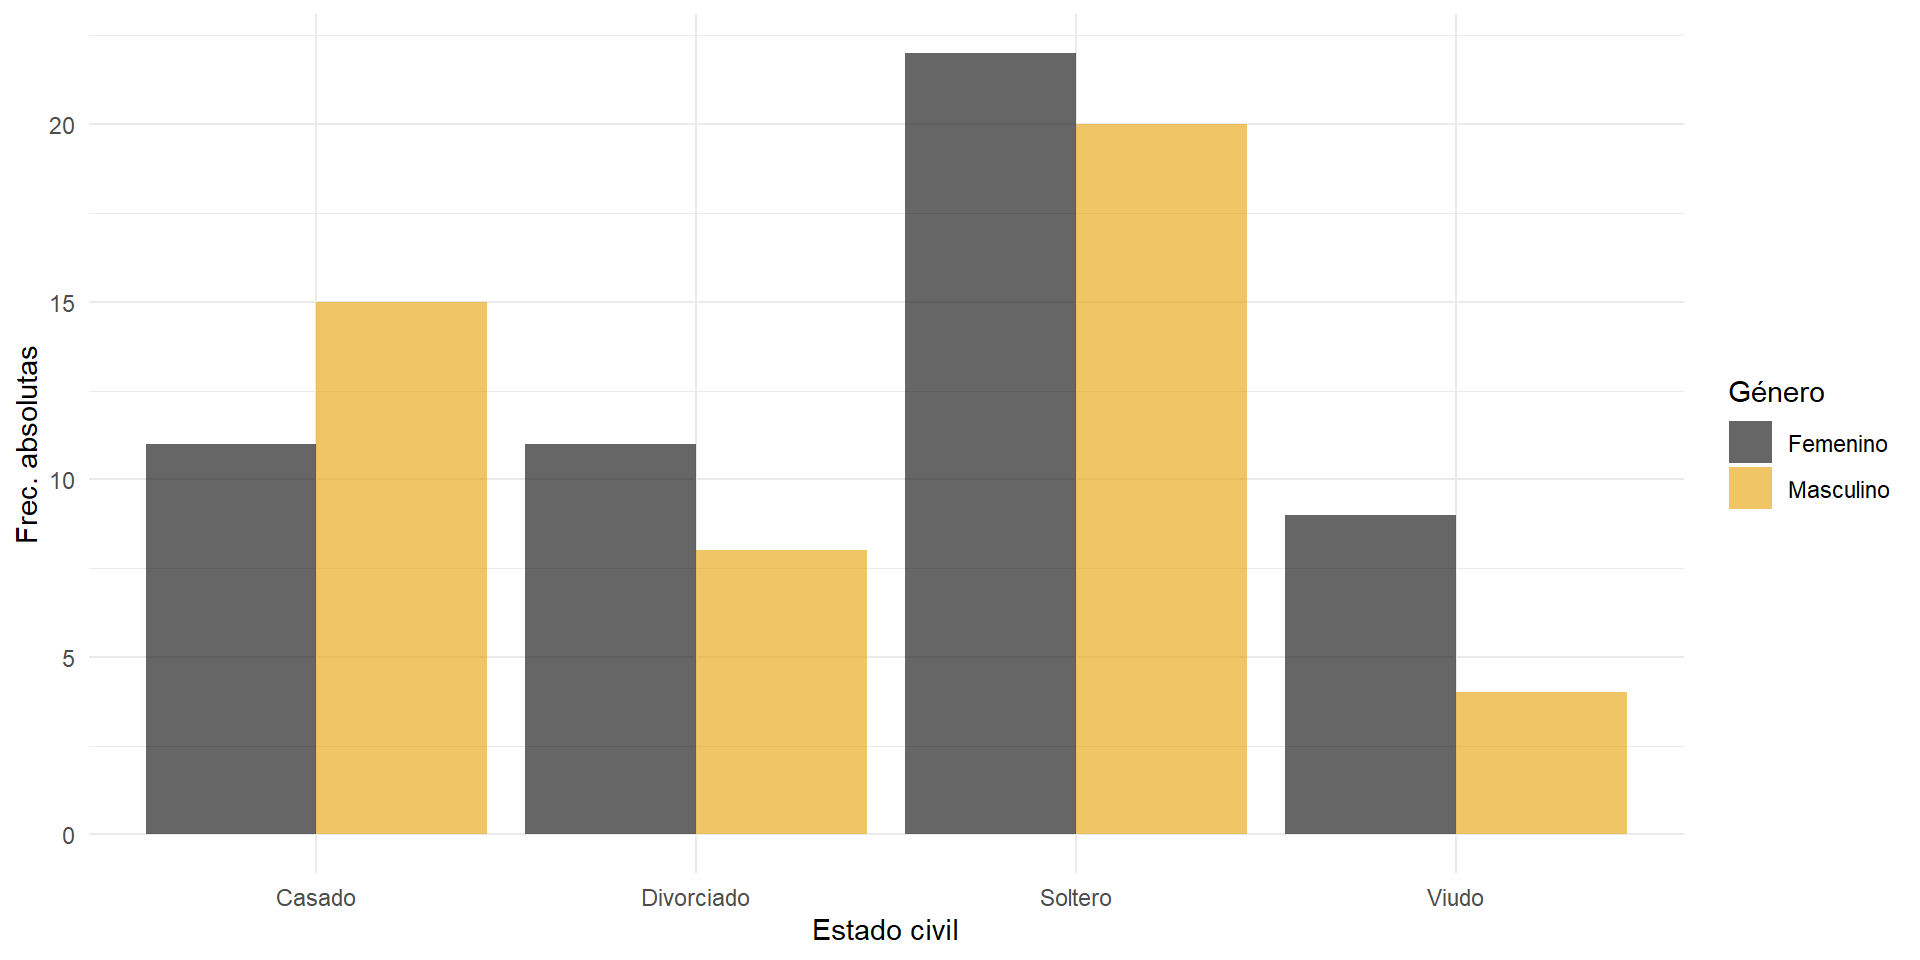 20
15
10
5
0
Frec. absolutas
Casado
Divorciado
Soltero
Viudo
Estado civil
Género
Femenino
Masculino